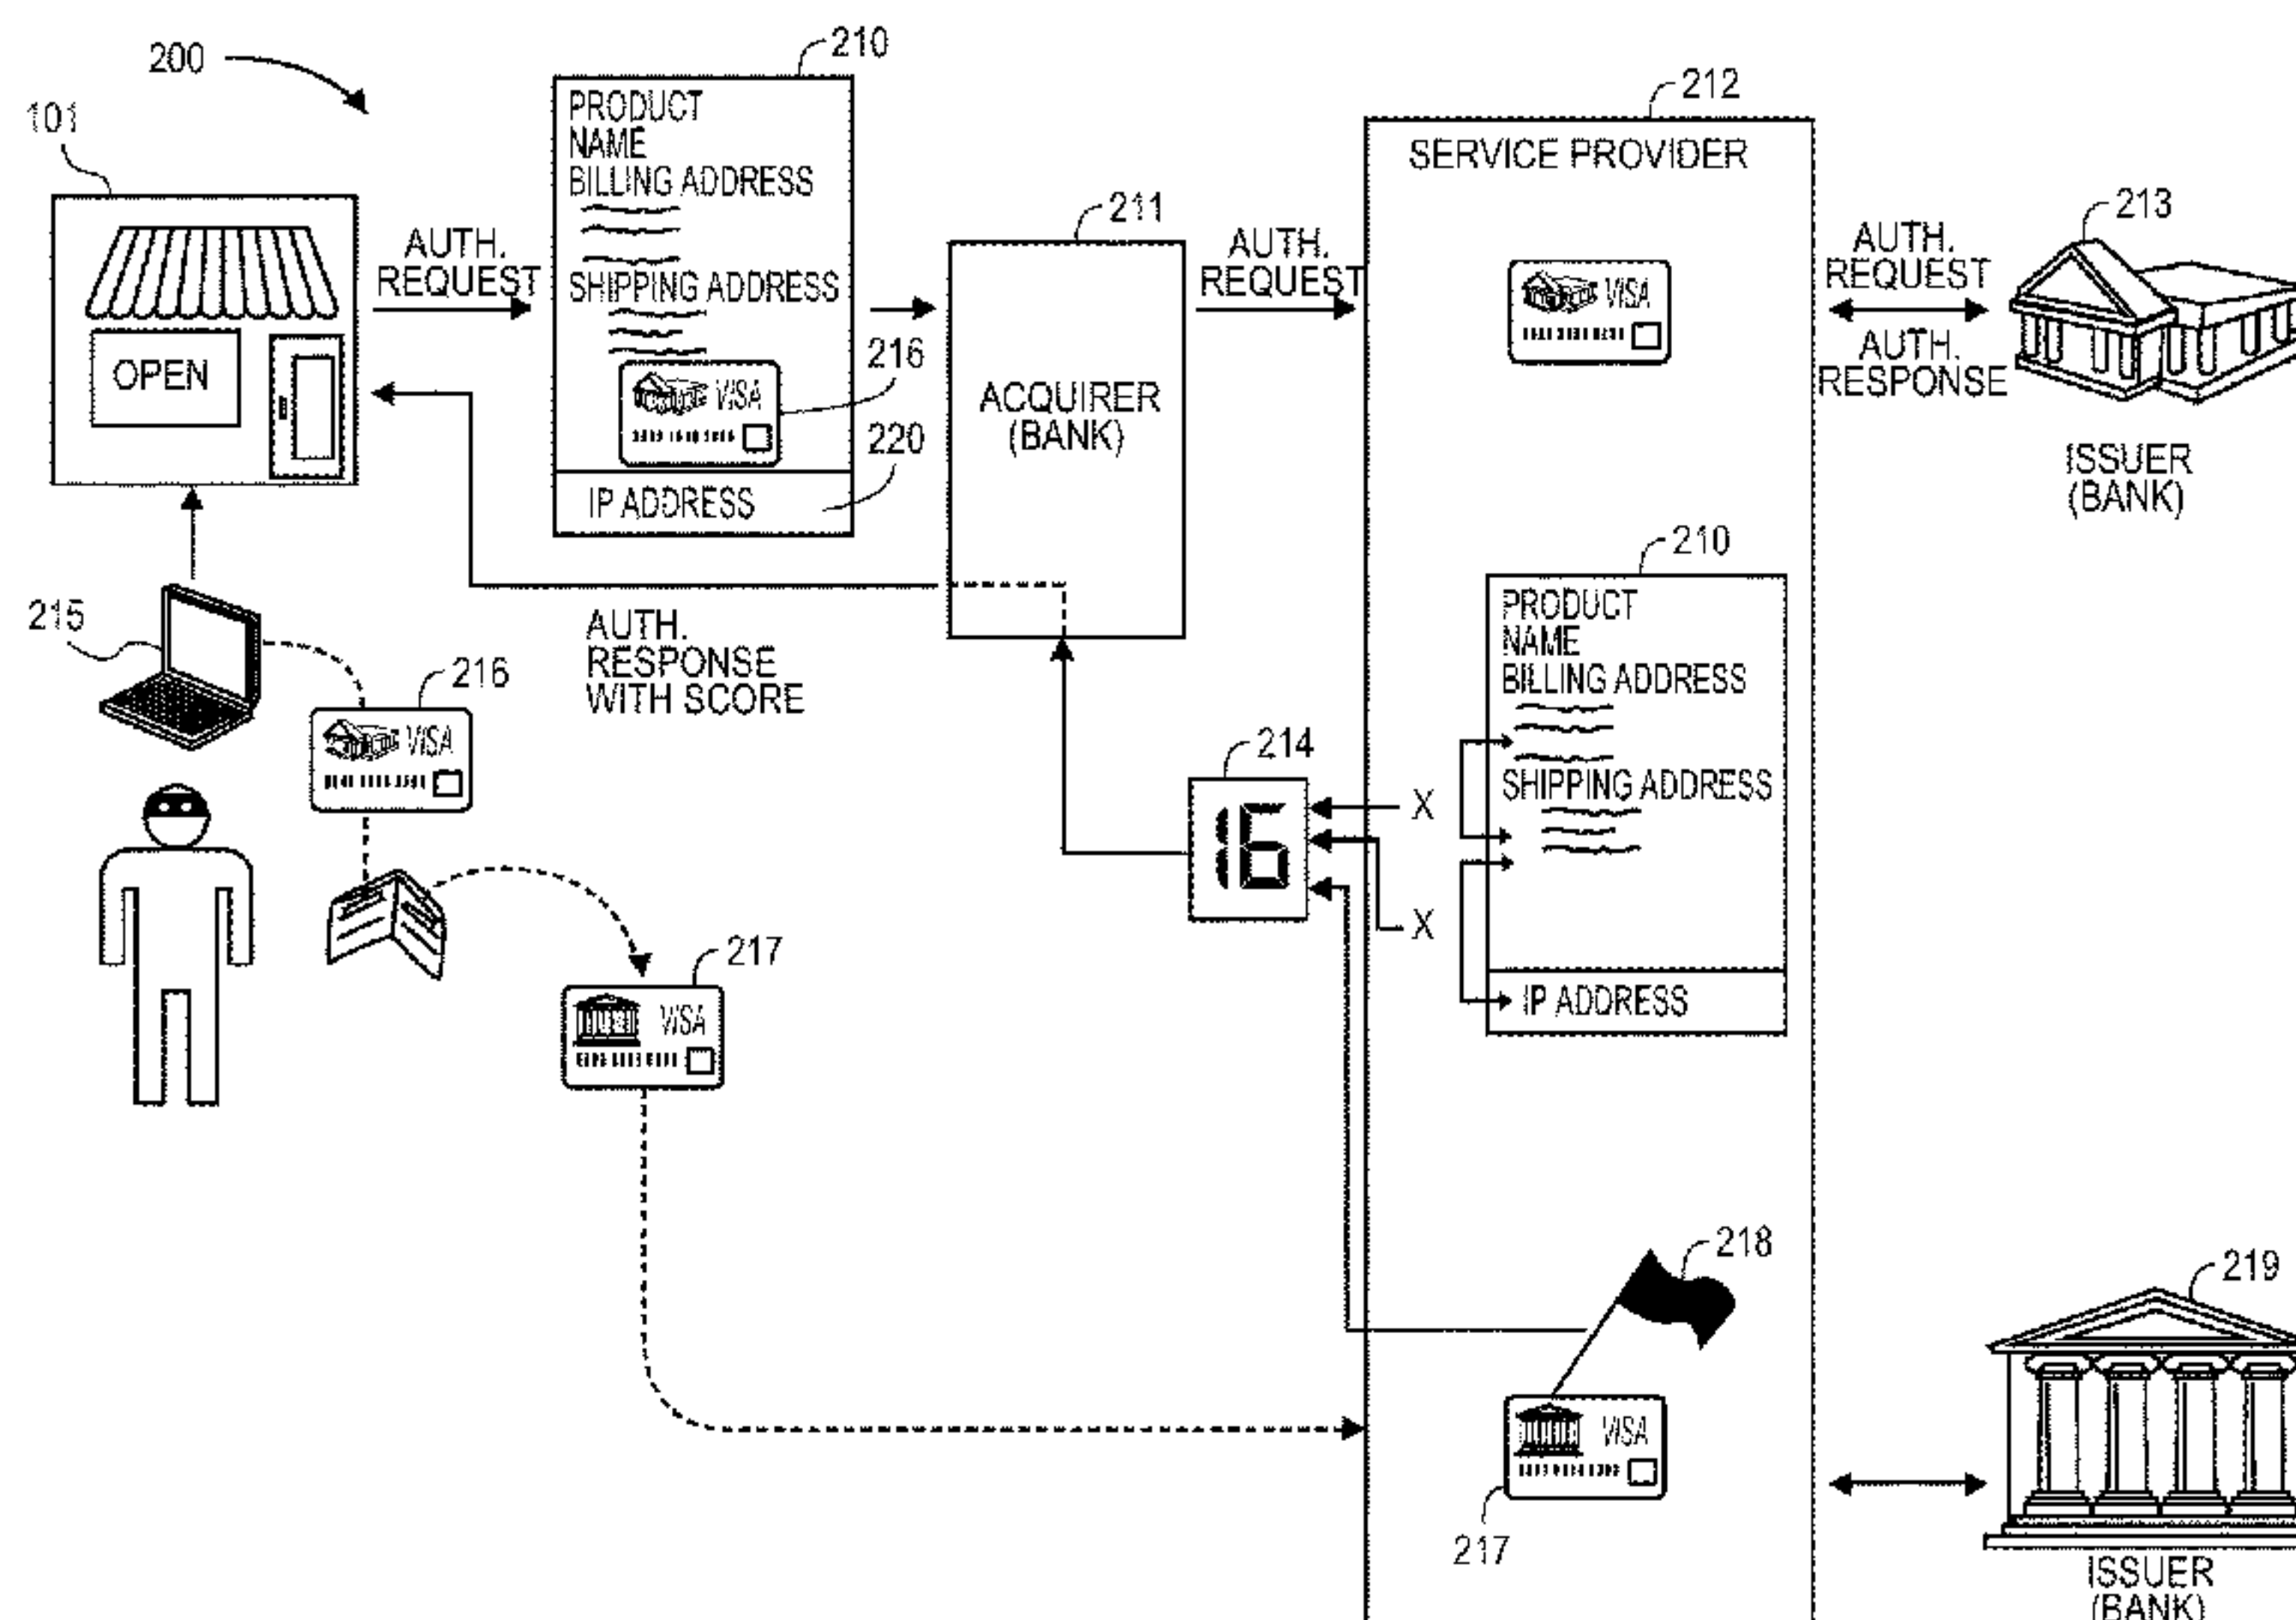 200
101
OPEN
AUTH.
REQUEST
210
PRODUCT
NAME
BILLING ADDRESS
SHIPPING ADDRESS
VISA
216
220
IP ADDRESS
211
ACQUIRER
(BANK)
AUTH.
REQUEST
212
SERVICE PROVIDER
VISA
AUTH.
REQUEST
AUTH.
RESPONSE
213
ISSUER
(BANK)
215
216
VISA
AUTH.
RESPONSE
WITH SCORE
217
VISA
214
16
X
X
210
PRODUCT
NAME
BILLING ADDRESS
SHIPPING ADDRESS
IP ADDRESS
218
VISA
217
219
ISSUER
(BANK)